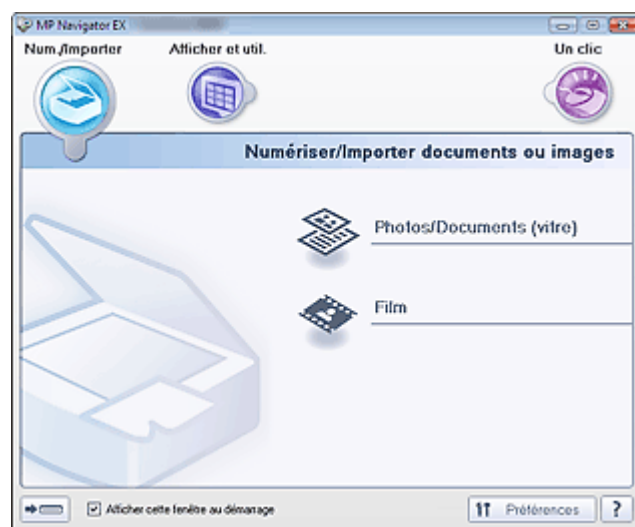 MP Navigator EX
Num./Importer
Afficher et util.
Un clic
Numériser/Importer documents ou images
Photos/Documents (vitre)
Film
Afficher cette fenêtre au démarrage
Préférences
?